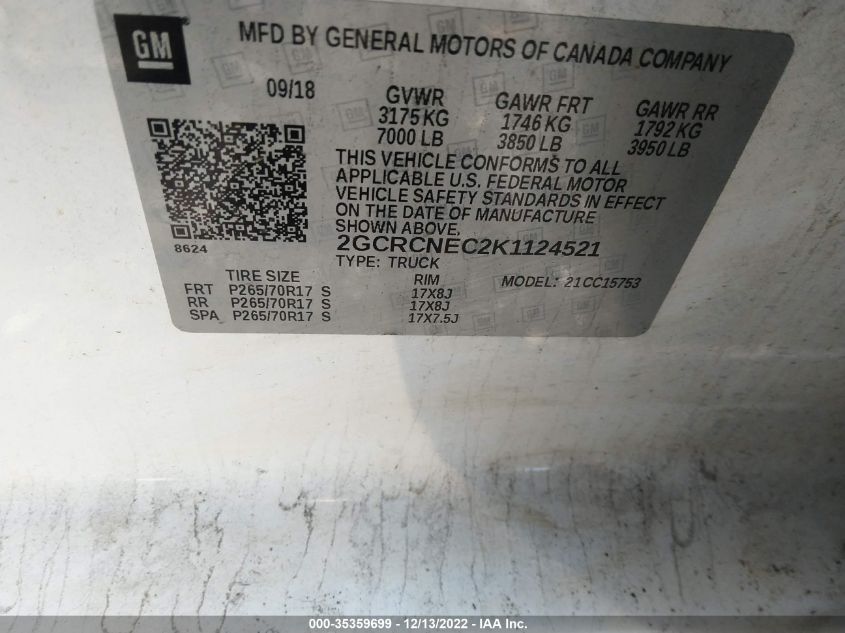 GM
MFD BY GENERAL MOTORS OF CANADA COMPANY
09/18
GVWR GAWR FRT GAWR RR
3175 KG 1746 KG 1792 KG
7000 LB 3850 LB 3950 LB
THIS VEHICLE CONFORMS TO ALL
APPLICABLE U.S. FEDERAL MOTOR
VEHICLE SAFETY STANDARDS IN EFFECT
ON THE DATE OF MANUFACTURE
SHOWN ABOVE.
8624
2GCRCNEC2K1124521
TYPE: TRUCK MODEL: 21CC15753
TIRE SIZE RIM
FRT P265/70R17 S 17X8J
RR P265/70R17 S 17X8J
SPA P265/70R17 S 17X7.5J
000-35359699 - 12/13/2022 - IAA Inc.